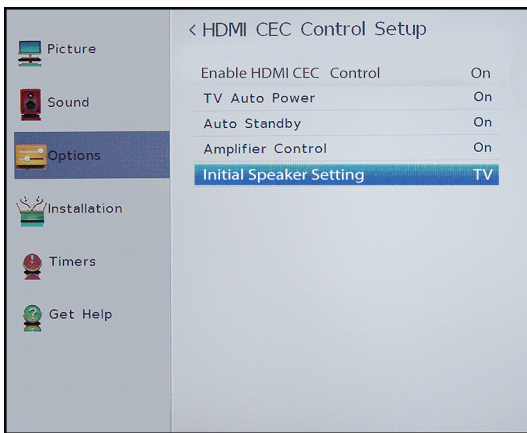 Picture
Sound
Options
Installation
Timers
Get Help
< HDMI CEC Control Setup
Enable HDMI CEC Control On
TV Auto Power On
Auto Standby On
Amplifier Control On
Initial Speaker Setting TV